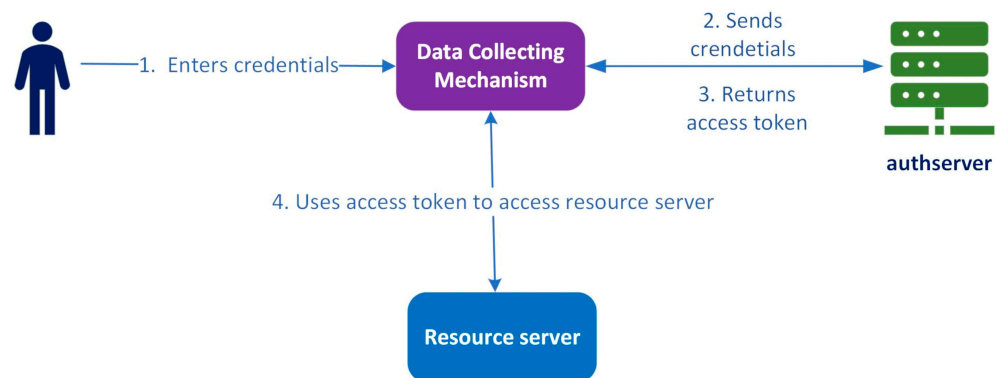 1. Enters credentials
Data Collecting
Mechanism
2. Sends
crendetials
3. Returns
access token
authserver
4. Uses access token to access resource server
Resource server